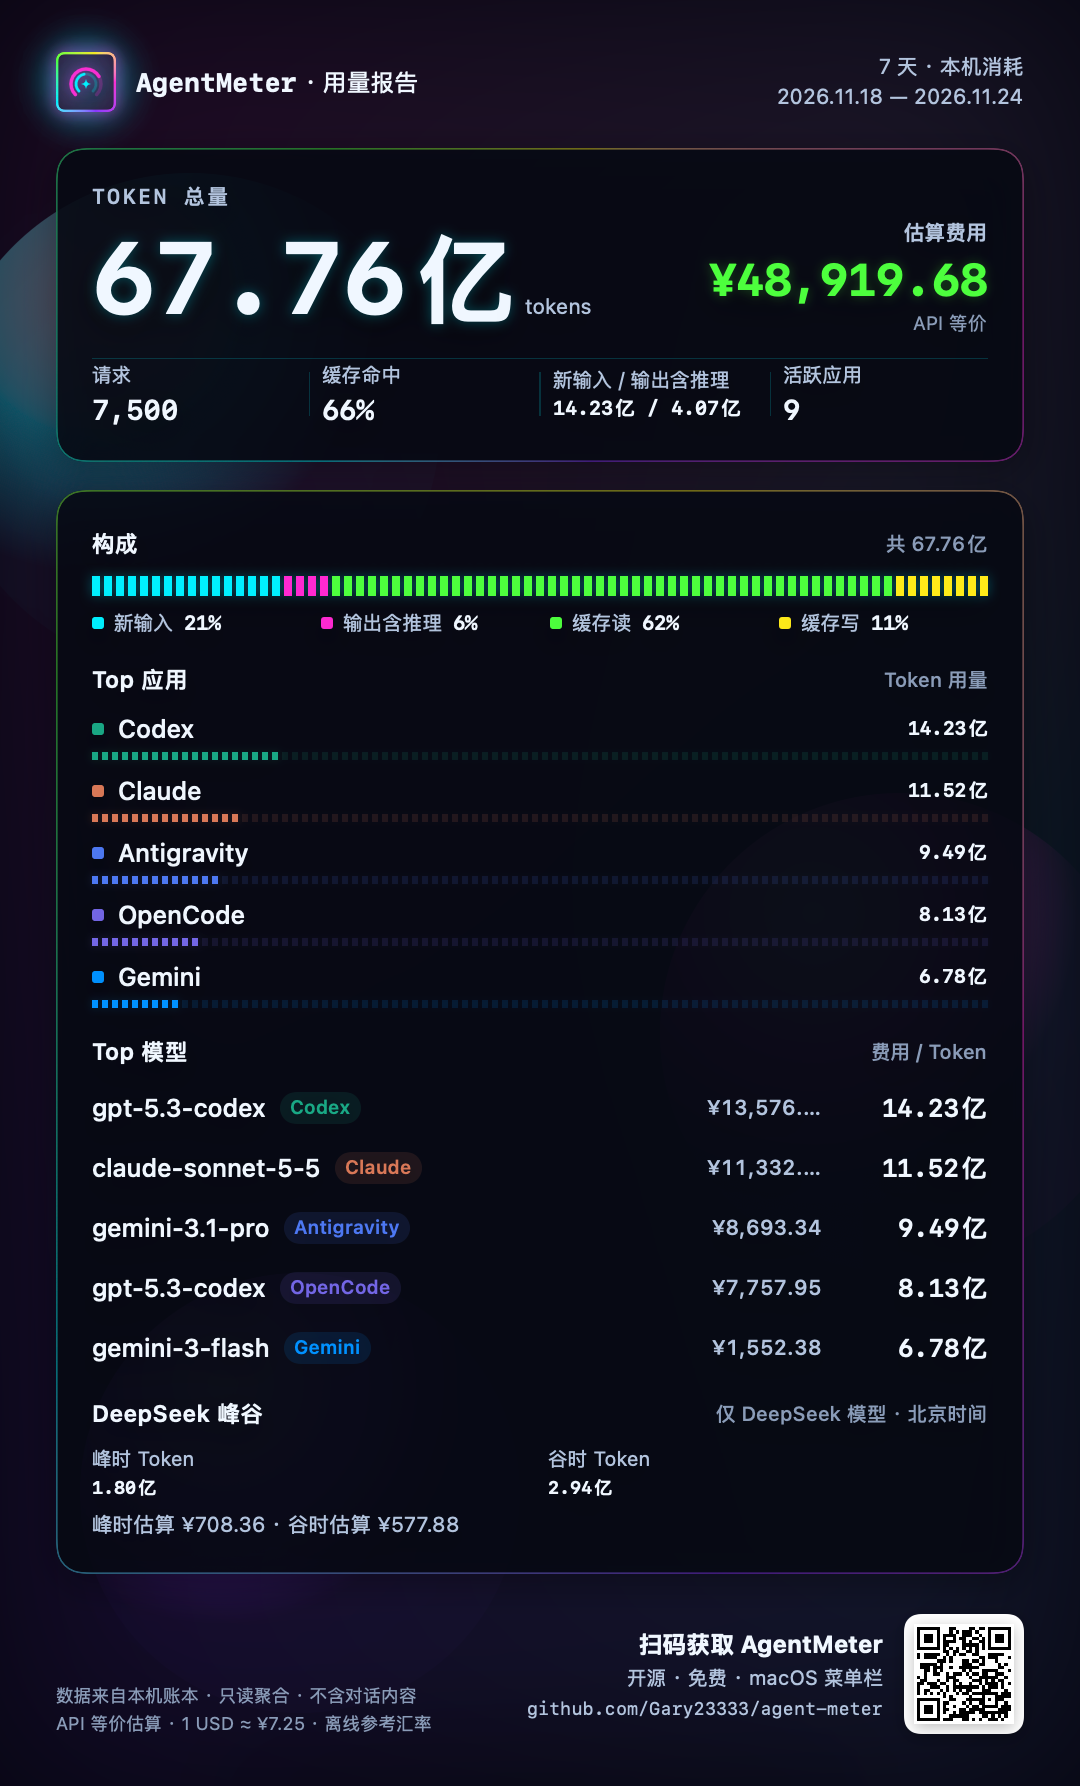 AgentMeter · 用量报告
7 天 · 本机消耗
2026.11.18 — 2026.11.24
TOKEN 总量
67.76亿 tokens
估算费用
¥48,919.68
API 等价
请求
7,500
缓存命中
66%
新输入 / 输出含推理
14.23亿 / 4.07亿
活跃应用
9
构成
共 67.76亿
新输入 21%
输出含推理 6%
缓存读 62%
缓存写 11%
Top 应用
Token 用量
Codex
14.23亿
Claude
11.52亿
Antigravity
9.49亿
OpenCode
8.13亿
Gemini
6.78亿
Top 模型
费用 / Token
gpt-5.3-codex Codex ¥13,576.... 14.23亿
claude-sonnet-5-5 Claude ¥11,332.... 11.52亿
gemini-3.1-pro Antigravity ¥8,693.34 9.49亿
gpt-5.3-codex OpenCode ¥7,757.95 8.13亿
gemini-3-flash Gemini ¥1,552.38 6.78亿
DeepSeek 峰谷
仅 DeepSeek 模型 · 北京时间
峰时 Token
1.80亿
谷时 Token
2.94亿
峰时估算 ¥708.36 · 谷时估算 ¥577.88
扫码获取 AgentMeter
开源 · 免费 · macOS 菜单栏
github.com/Gary23333/agent-meter
数据来自本机账本 · 只读聚合 · 不含对话内容
API 等价估算 · 1 USD ≈ ¥7.25 · 离线参考汇率